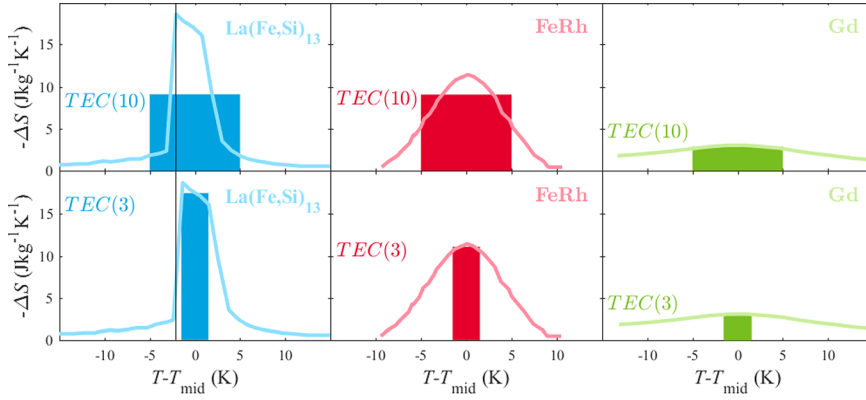 La(Fe,Si)₁₃ FeRh Gd
TEC(10) TEC(10) TEC(10)
-ΔS (Jkg⁻¹K⁻¹)
15
10
5
0
La(Fe,Si)₁₃ FeRh Gd
TEC(3) TEC(3) TEC(3)
-ΔS (Jkg⁻¹K⁻¹)
15
10
5
0
-10 -5 0 5 10 -10 -5 0 5 10 -10 -5 0 5 10
T-Tmid (K) T-Tmid (K) T-Tmid (K)